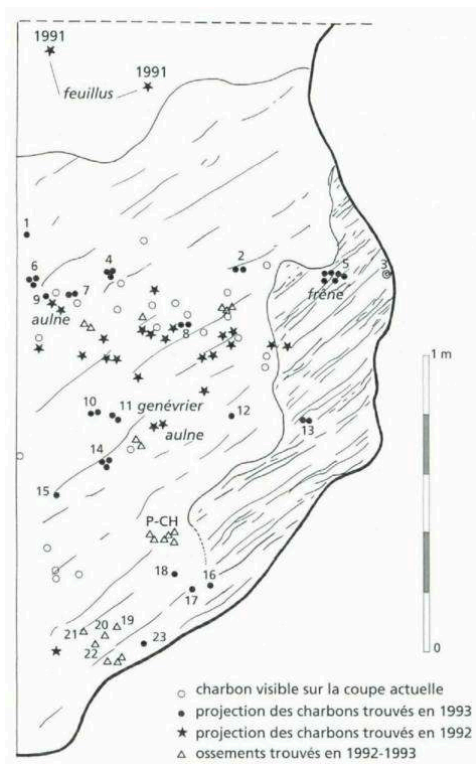 1991
1991
feuillus
1
6
4
2
5
3
9
7
frêne
aulne
8
10
11 genévrier
12
13
aulne
14
15
P-CH
18
16
17
21
20
19
22
23
1 m
0
charbon visible sur la coupe actuelle
projection des charbons trouvés en 1993
projection des charbons trouvés en 1992
ossements trouvés en 1992-1993